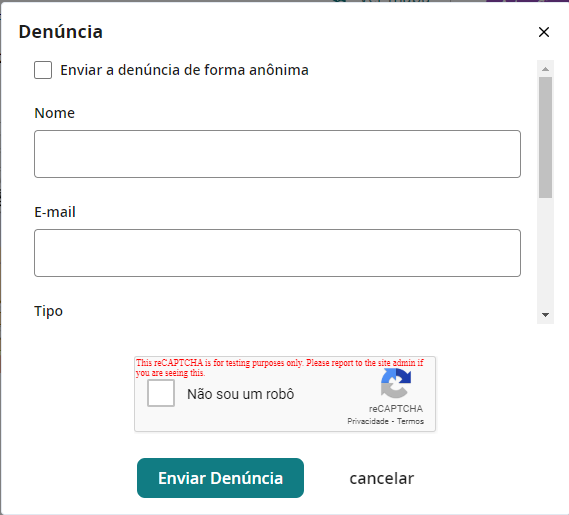 Denúncia
Enviar a denúncia de forma anônima
Nome
E-mail
Tipo
This reCAPTCHA is for testing purposes only. Please report to the site admin if
you are seeing this.
Não sou um robô
reCAPTCHA
Privacidade - Termos
Enviar Denúncia
cancelar